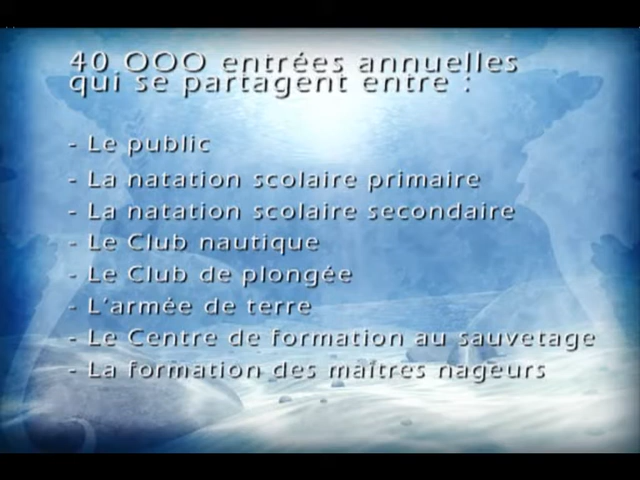 40 000 entrées annuelles
qui se partagent entre :
- Le public
- La natation scolaire primaire
- La natation scolaire secondaire
- Le Club nautique
- Le Club de plongée
- L'armée de terre
- Le Centre de formation au sauvetage
- La formation des maîtres nageurs